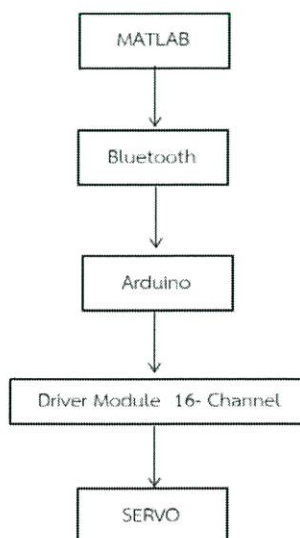 MATLAB
Bluetooth
Arduino
Driver Module 16- Channel
SERVO